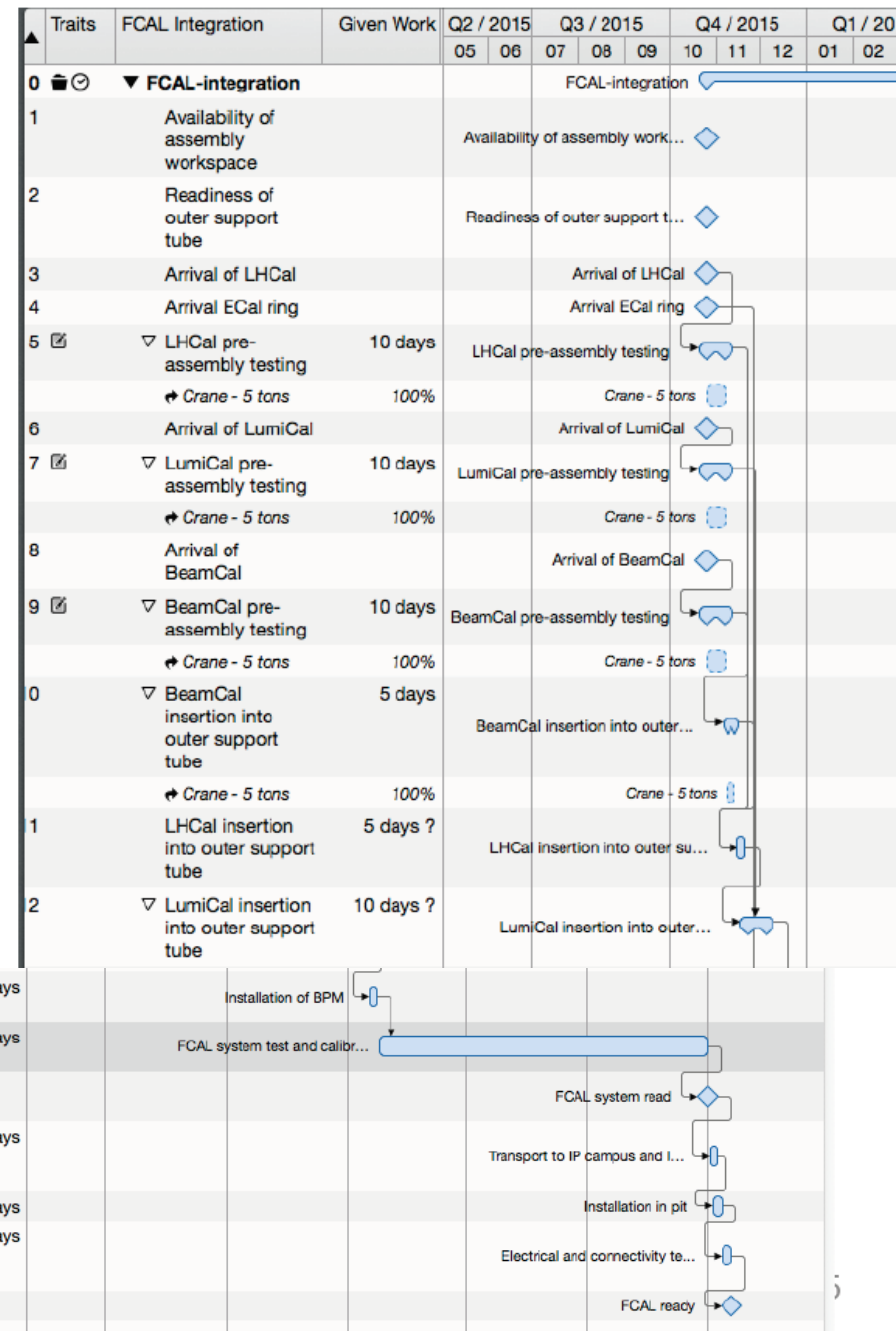 Traits FCAL Integration Given Work Q2 / 2015 Q3 / 2015 Q4 / 2015 Q1 / 20
05 06 07 08 09 10 11 12 01 02
0 FCAL-integration FCAL-integration
1 Availability of
assembly
workspace
Availability of assembly work...
2 Readiness of
outer support
tube
Readiness of outer support t...
3 Arrival of LHCal Arrival of LHCal
4 Arrival ECal ring Arrival ECal ring
5 LHCal pre- 10 days
assembly testing
LHCal pre-assembly testing
Crane - 5 tons 100% Crane - 5 tons
6 Arrival of LumiCal Arrival of LumiCal
7 LumiCal pre- 10 days
assembly testing
LumiCal pre-assembly testing
Crane - 5 tons 100% Crane - 5 tons
8 Arrival of
BeamCal
Arrival of BeamCal
9 BeamCal pre- 10 days
assembly testing
BeamCal pre-assembly testing
Crane - 5 tons 100% Crane - 5 tons
0 BeamCal 5 days
insertion into
outer support
tube
BeamCal insertion into outer...
Crane - 5 tons 100% Crane - 5 tons
1 LHCal insertion 5 days ?
into outer support
tube
LHCal insertion into outer su...
2 LumiCal insertion 10 days ?
into outer support
tube
LumiCal insertion into outer...
ays Installation of BPM
ays FCAL system test and calibr...
FCAL system read
ays Transport to IP campus and I...
ays Installation in pit
ays Electrical and connectivity te...
FCAL ready